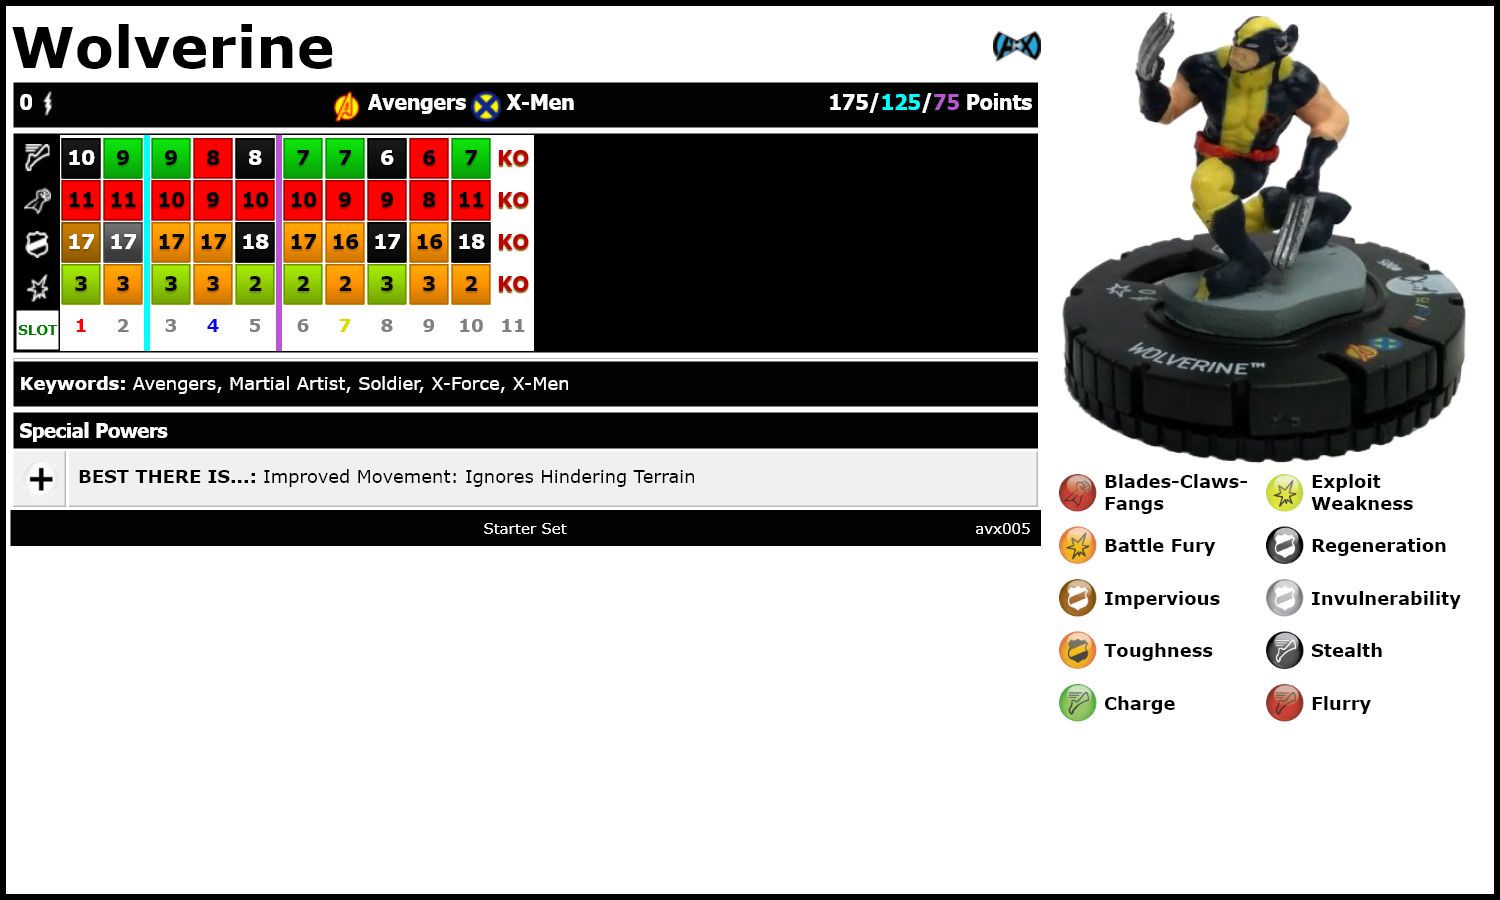 Wolverine
0 Avengers X-Men 175/125/75 Points
10 9 9 8 8 7 7 6 6 7 KO
11 11 10 9 10 10 9 9 8 11 KO
17 17 17 17 18 17 16 17 16 18 KO
3 3 3 3 2 2 2 3 3 2 KO
SLOT 1 2 3 4 5 6 7 8 9 10 11
Keywords: Avengers, Martial Artist, Soldier, X-Force, X-Men
Special Powers
BEST THERE IS...: Improved Movement: Ignores Hindering Terrain
Starter Set avx005
WOLVERINE™
Blades-Claws-
Fangs
Exploit
Weakness
Battle Fury
Regeneration
Impervious
Invulnerability
Toughness
Stealth
Charge
Flurry